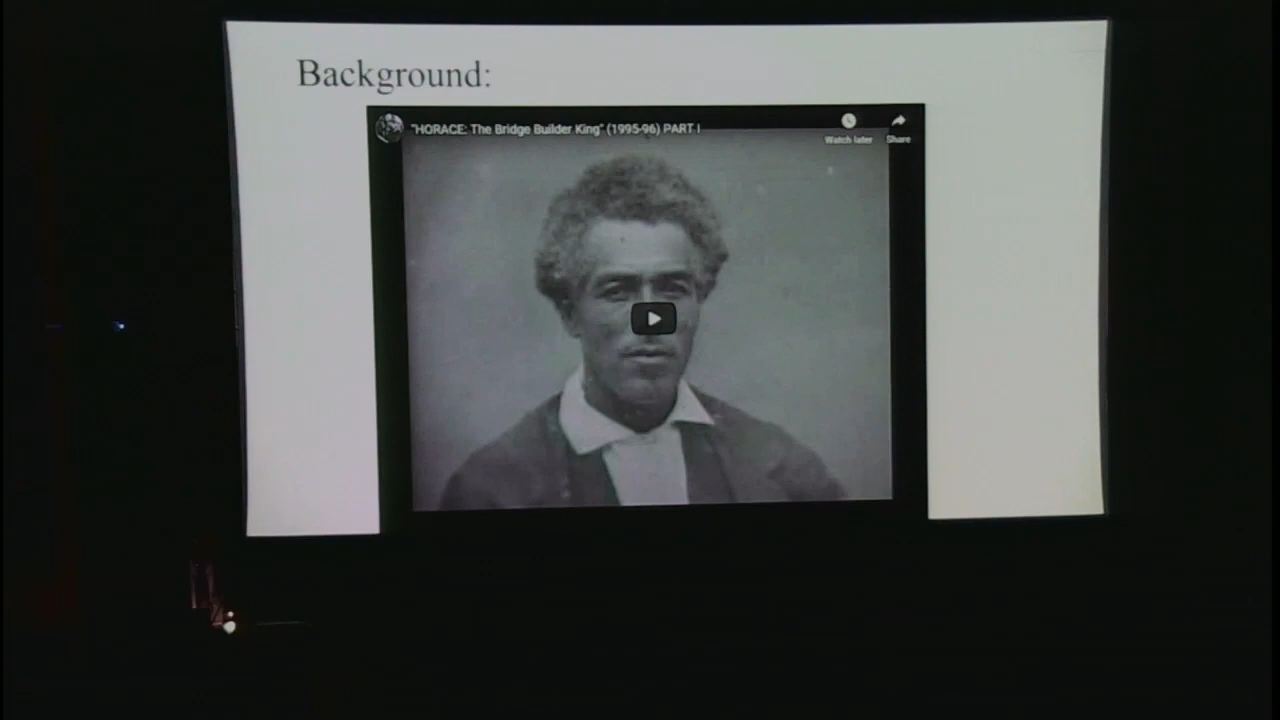 Background:
"HORACE: The Bridge Builder King" (1995-96) PART I
Watch later
Share